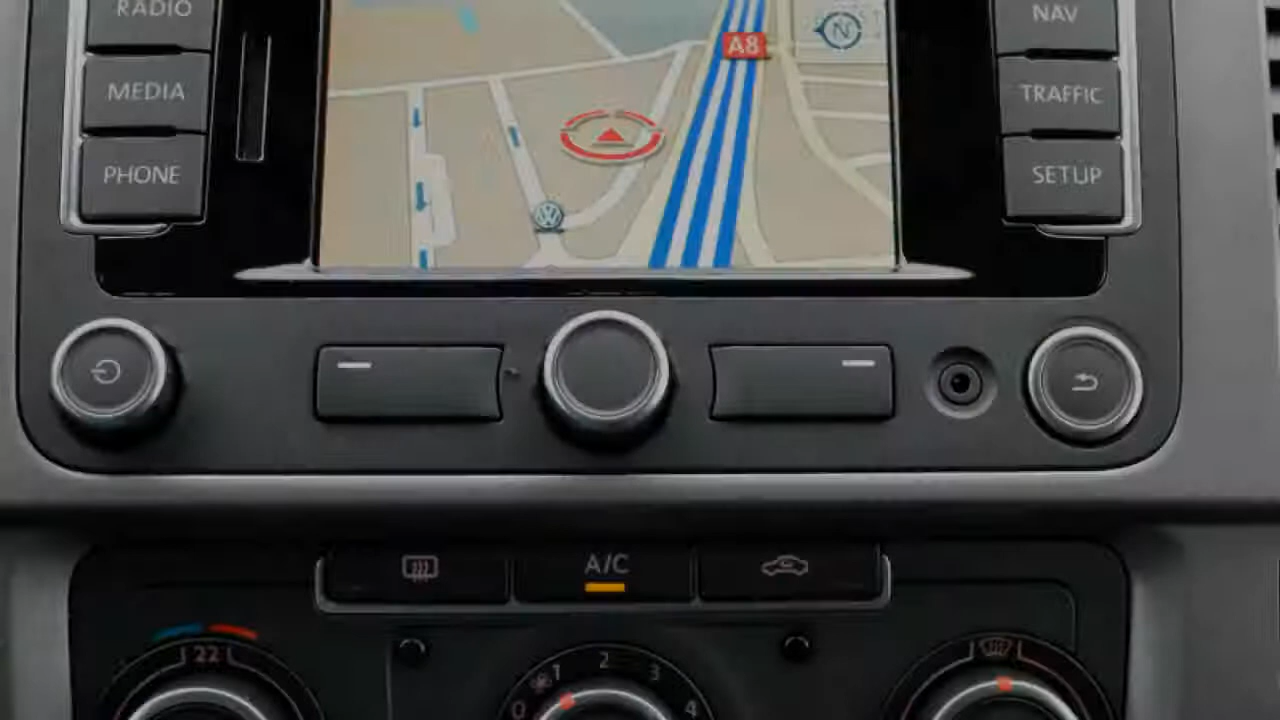 RADIO
NAV
A8
N
MEDIA
TRAFFIC
PHONE
SETUP
A/C
22
0 1 2 3 4